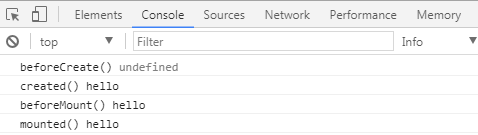 Elements Console Sources Network Performance Memory
top Filter Info
beforeCreate() undefined
created() hello
beforeMount() hello
mounted() hello